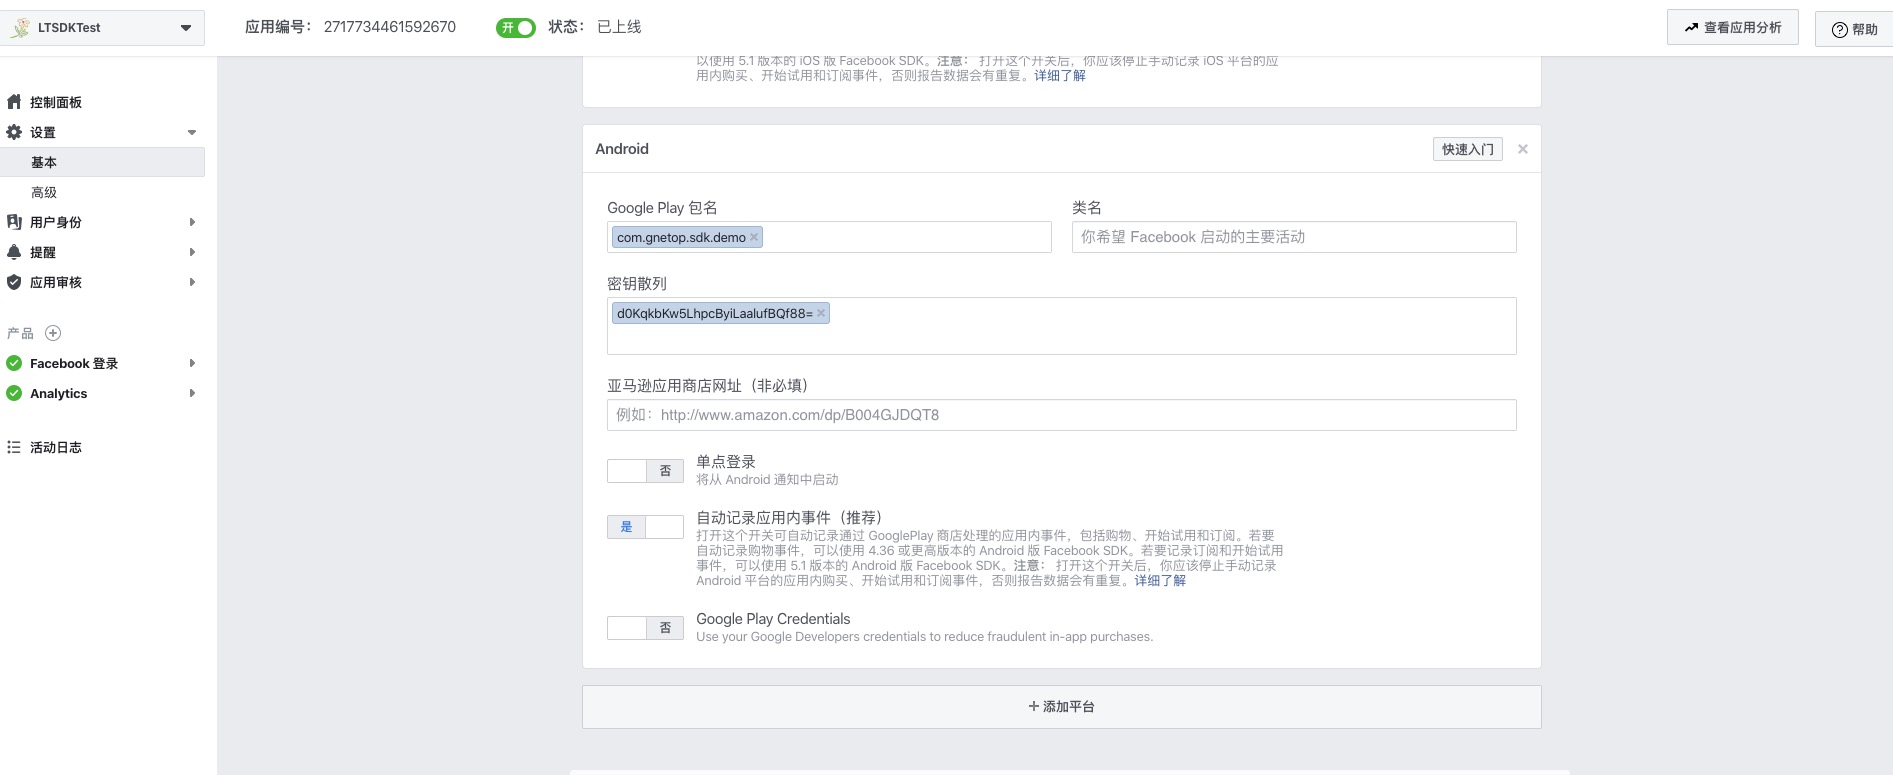 LTSDKTest
应用编号： 2717734461592670
开
状态： 已上线
查看应用分析
帮助
控制面板
设置
基本
高级
用户身份
提醒
应用审核
产品
Facebook 登录
Analytics
活动日志
以使用 5.1 版本的 iOS 版 Facebook SDK。注意： 打开这个开关后，你应该停止手动记录 iOS 平台的应
用内购买、开始试用和订阅事件，否则报告数据会有重复。详细了解
Android
快速入门
Google Play 包名
类名
com.gnetop.sdk.demo
你希望 Facebook 启动的主要活动
密钥散列
d0KqkbKw5LhpcByiLaalufBQf88=
亚马逊应用商店网址（非必填）
例如：http://www.amazon.com/dp/B004GJDQT8
否
单点登录
将从 Android 通知中启动
是
自动记录应用内事件（推荐）
打开这个开关可自动记录通过 GooglePlay 商店处理的应用内事件，包括购物、开始试用和订阅。若要
自动记录购物事件，可以使用 4.36 或更高版本的 Android 版 Facebook SDK。若要记录订阅和开始试用
事件，可以使用 5.1 版本的 Android 版 Facebook SDK。注意： 打开这个开关后，你应该停止手动记录
Android 平台的应用内购买、开始试用和订阅事件，否则报告数据会有重复。详细了解
否
Google Play Credentials
Use your Google Developers credentials to reduce fraudulent in-app purchases.
添加平台